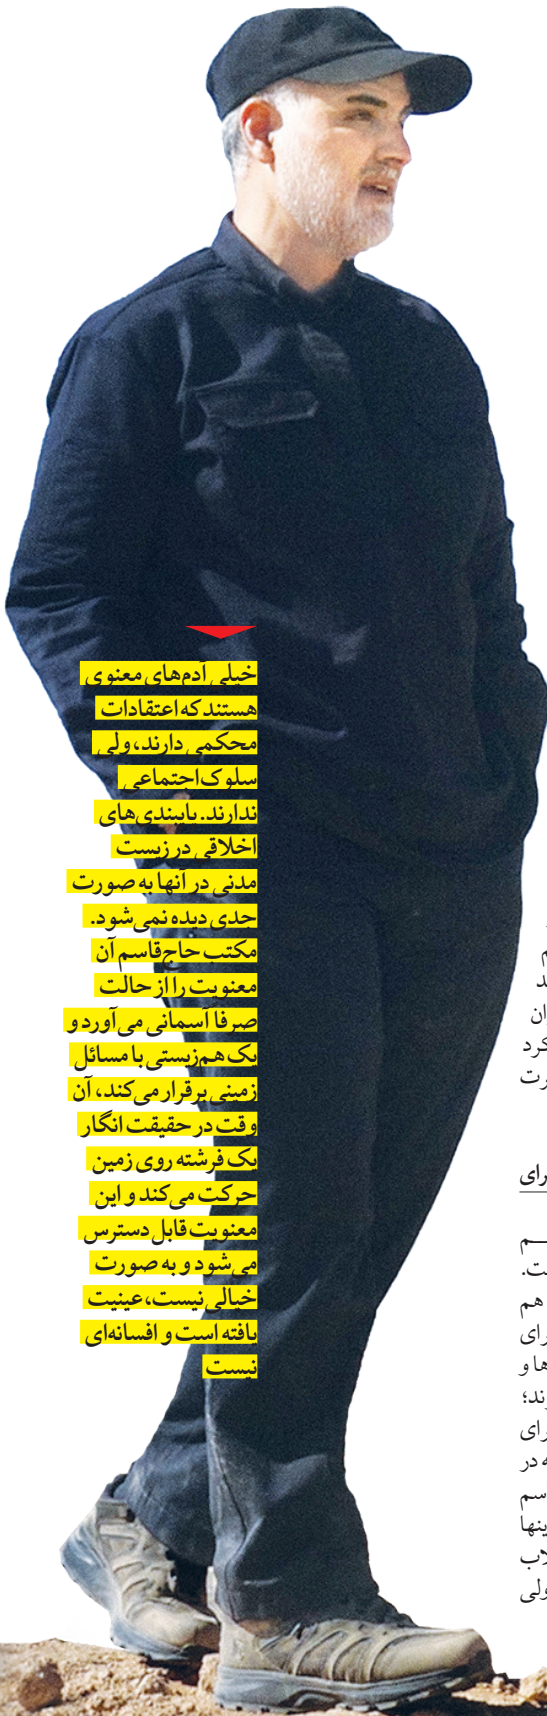 خیلی آدم‌های معنوی
هستند که اعتقادات
محکمی دارند، ولی
سلوک اجتماعی
ندارند. پایبندی‌های
اخلاقی در زیست
مدنی در آنها به صورت
جدی دیده نمی‌شود.
مکتب حاج‌قاسم آن
معنویت را از حالت
صرفا آسمانی می‌آورد و
یک هم‌زیستی با مسائل
زمینی برقرار می‌کند، آن
وقت در حقیقت انگار
یک فرشته روی زمین
حرکت می‌کند و این
معنویت قابل دسترس
می‌شود و به صورت
خیالی نیست، عینیت
یافته است و افسانه‌ای
نیست